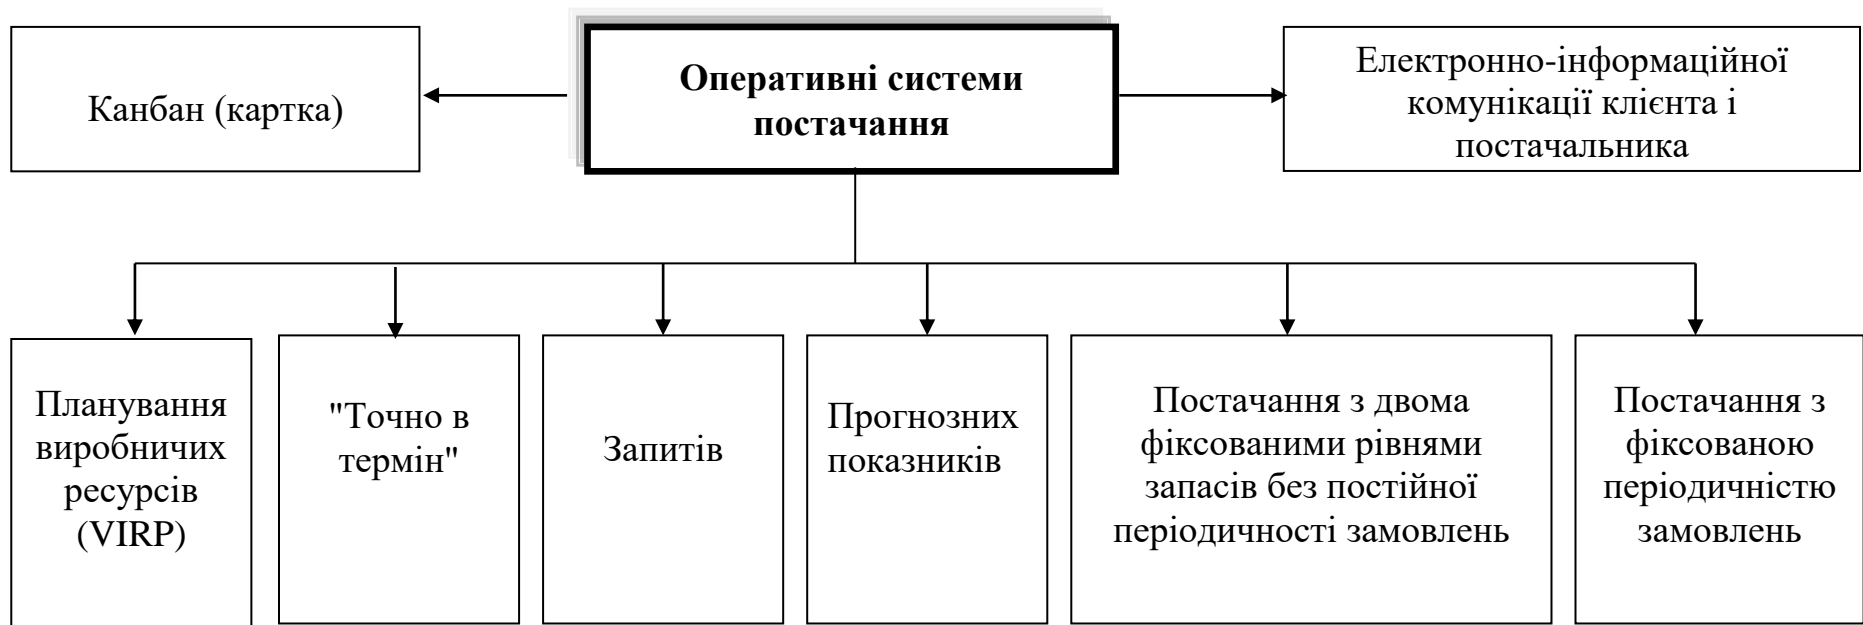 Канбан (картка)
Оперативні системи
постачання
Електронно-інформаційної
комунікації клієнта і
постачальника
Планування
виробничих
ресурсів
(VIRP)
"Точно в
термін"
Запитів
Прогнозних
показників
Постачання з двома
фіксованими рівнями
запасів без постійної
періодичності замовлень
Постачання з
фіксованою
періодичністю
замовлень